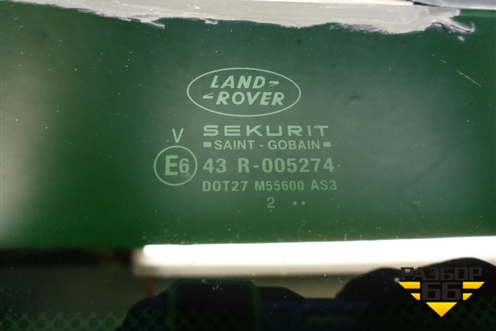 LAND-
-ROVER
V
SEKURIT
SAINT-GOBAIN
E6 43 R-005274
DOT27 M55600 AS3
2 ··
РАЗБОР
66